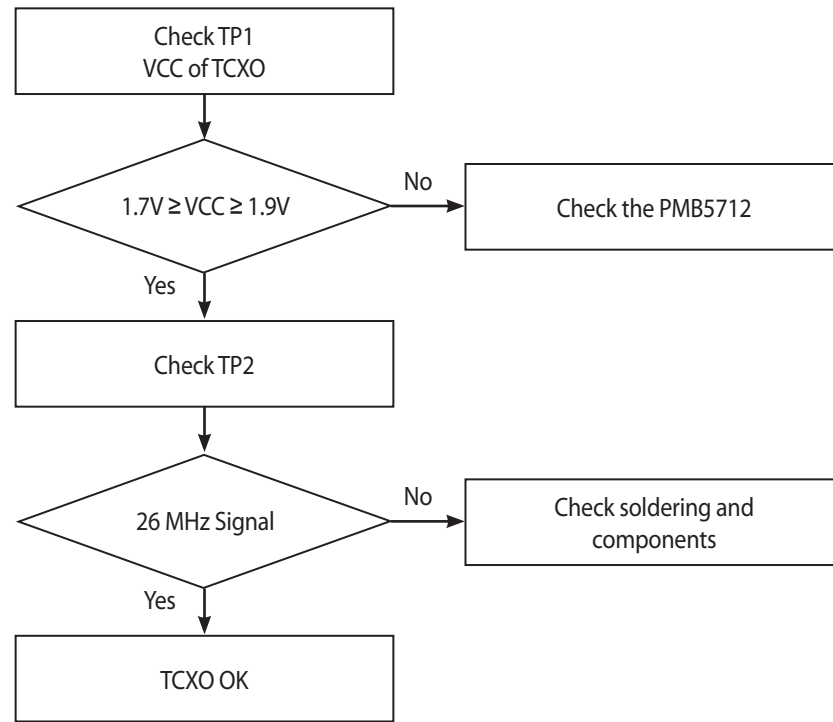 Check TP1
VCC of TCXO
1.7V ≥ VCC ≥ 1.9V
No
Check the PMB5712
Yes
Check TP2
26 MHz Signal
No
Check soldering and
components
Yes
TCXO OK